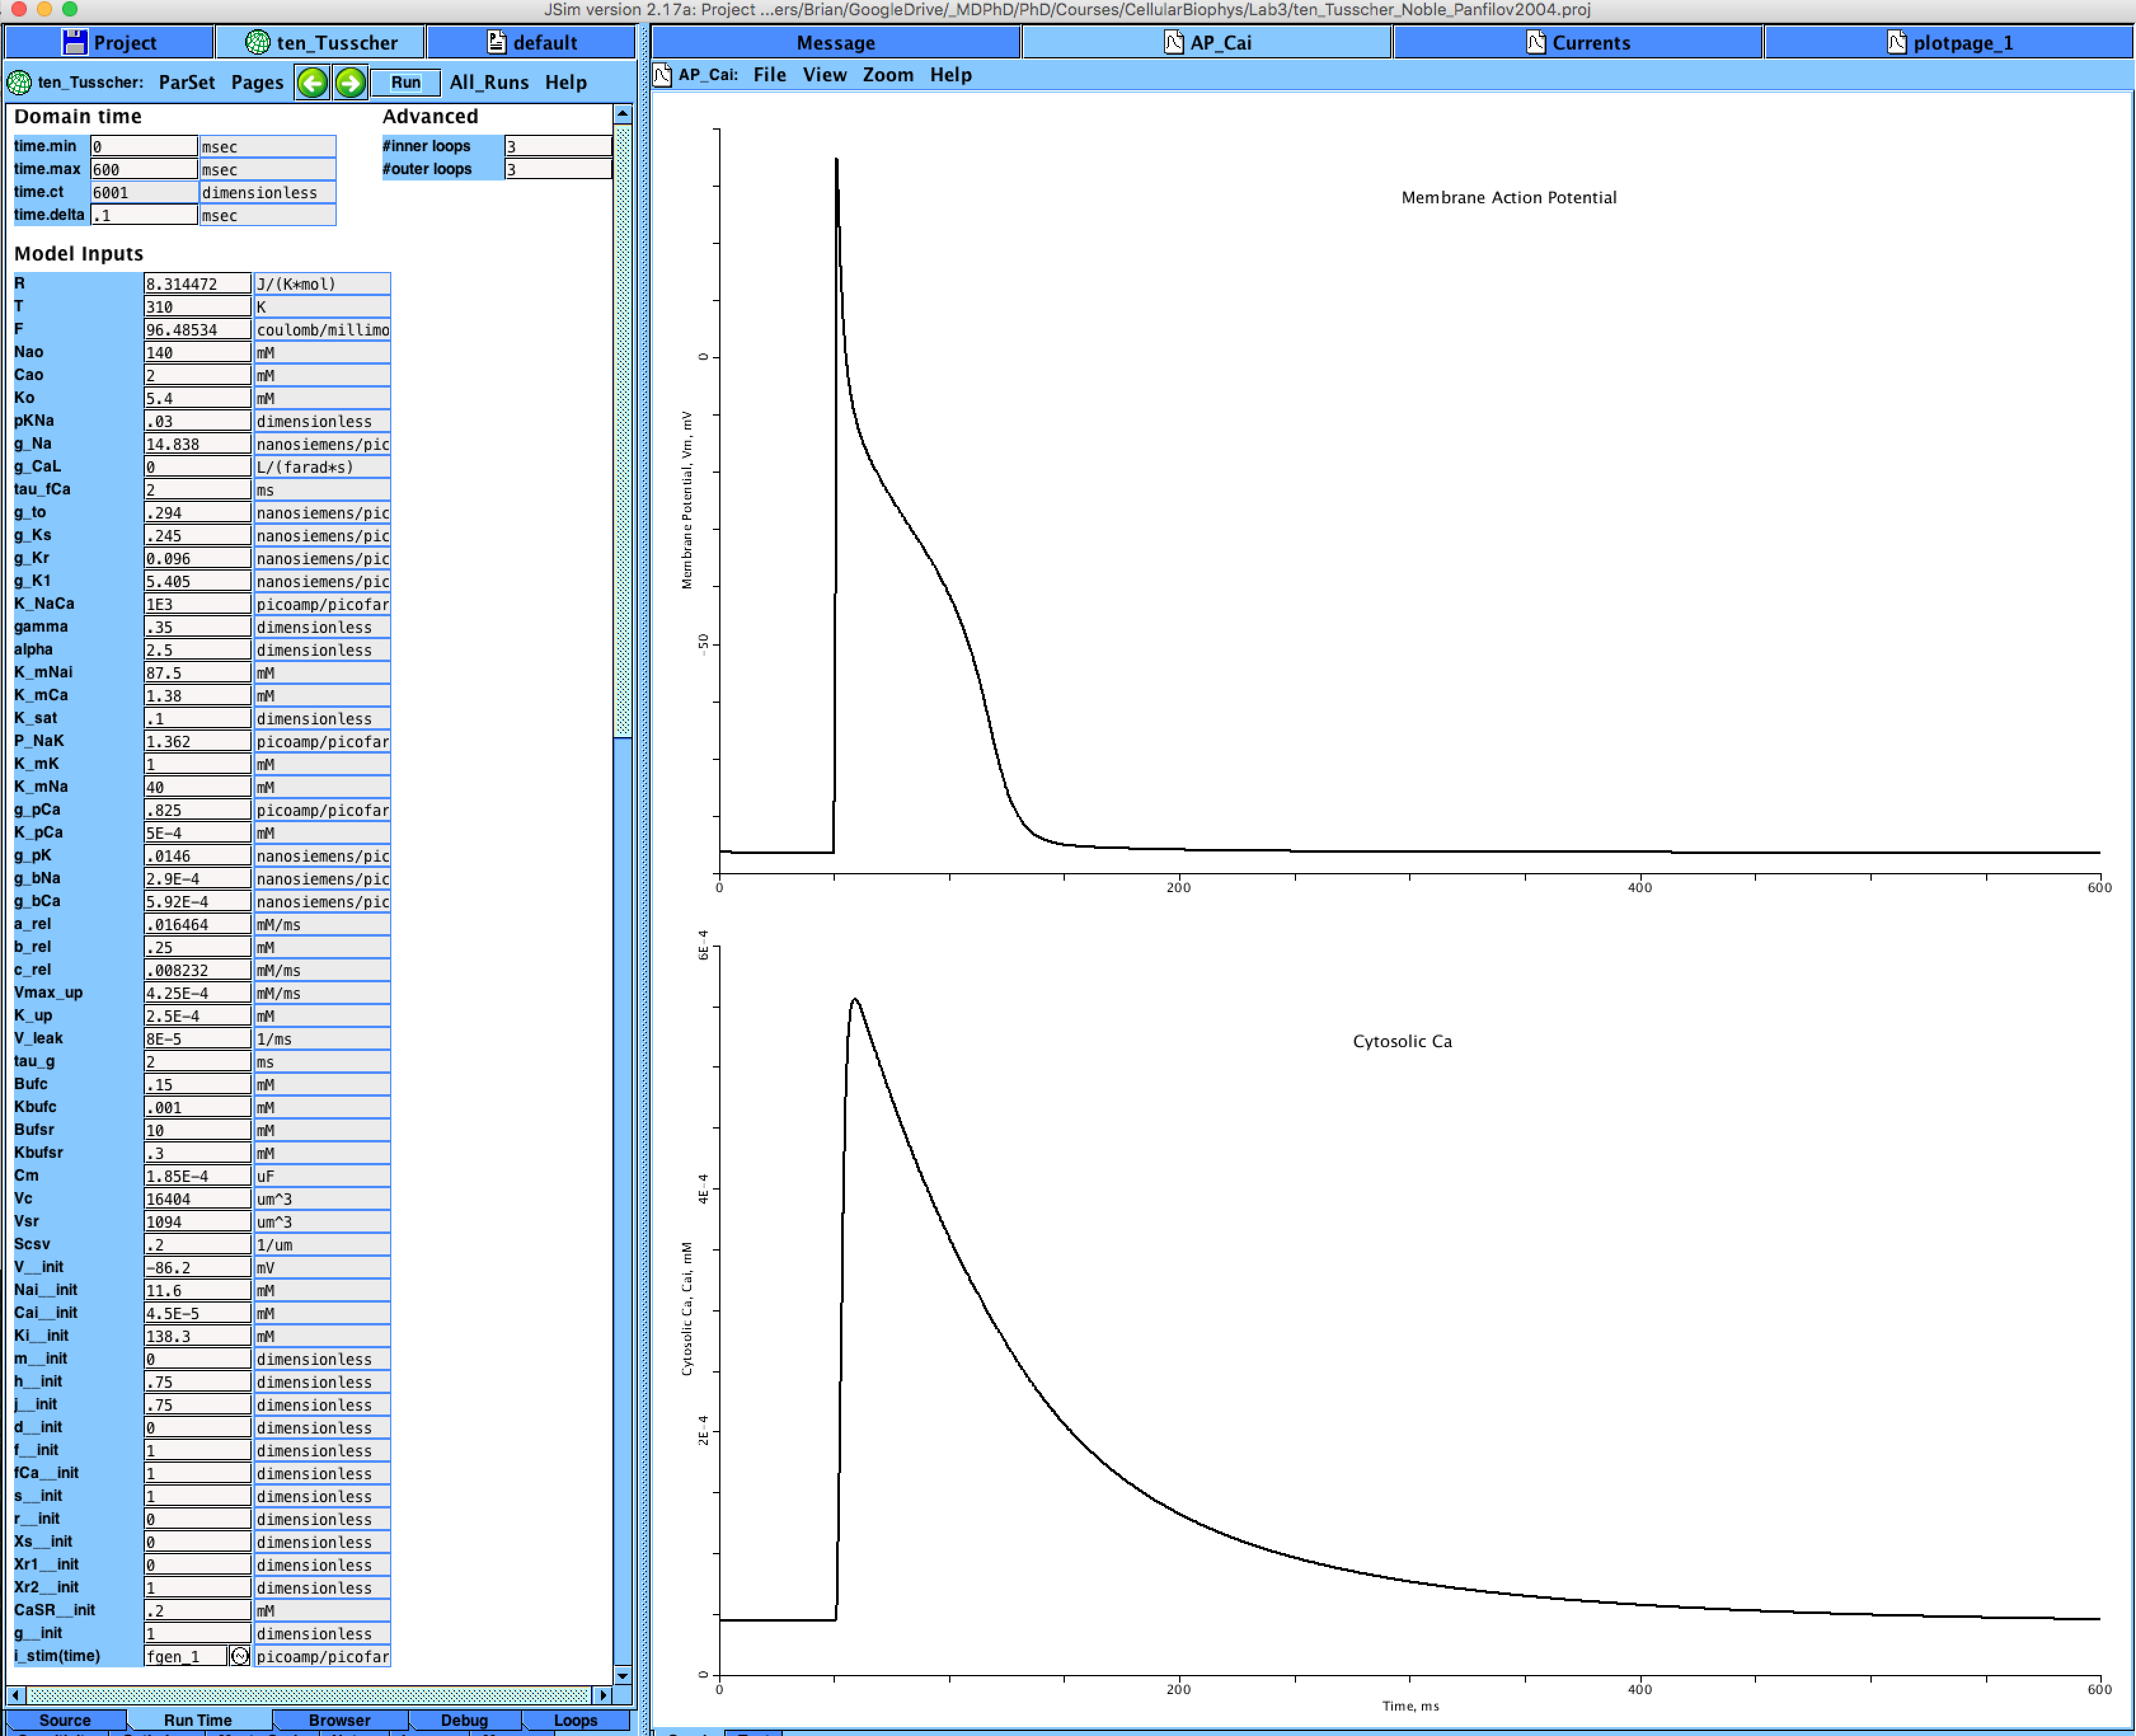 JSim version 2.17a: Project ...ers/Brian/GoogleDrive/_MDPhD/PhD/Courses/CellularBiophys/Lab3/ten_Tusscher_Noble_Panfilov2004.proj
Project ten_Tusscher default
ten_Tusscher: ParSet Pages Run All_Runs Help
Domain time Advanced
time.min 0 msec #inner loops 3
time.max 600 msec #outer loops 3
time.ct 6001 dimensionless
time.delta .1 msec
Model Inputs
R 8.314472 J/(K*mol)
T 310 K
F 96.48534 coulomb/millimo
Nao 140 mM
Cao 2 mM
Ko 5.4 mM
pKNa .03 dimensionless
g_Na 14.838 nanosiemens/pic
g_CaL 0 L/(farad*s)
tau_fCa 2 ms
g_to .294 nanosiemens/pic
g_Ks .245 nanosiemens/pic
g_Kr 0.096 nanosiemens/pic
g_K1 5.405 nanosiemens/pic
K_NaCa 1E3 picoamp/picofar
gamma .35 dimensionless
alpha 2.5 dimensionless
K_mNai 87.5 mM
K_mCa 1.38 mM
K_sat .1 dimensionless
P_NaK 1.362 picoamp/picofar
K_mK 1 mM
K_mNa 40 mM
g_pCa .825 picoamp/picofar
K_pCa 5E-4 mM
g_pK .0146 nanosiemens/pic
g_bNa 2.9E-4 nanosiemens/pic
g_bCa 5.92E-4 nanosiemens/pic
a_rel .016464 mM/ms
b_rel .25 mM
c_rel .008232 mM/ms
Vmax_up 4.25E-4 mM/ms
K_up 2.5E-4 mM
V_leak 8E-5 1/ms
tau_g 2 ms
Bufc .15 mM
Kbufc .001 mM
Bufsr 10 mM
Kbufsr .3 mM
Cm 1.85E-4 uF
Vc 16404 um^3
Vsr 1094 um^3
Scsv .2 1/um
V__init -86.2 mV
Nai__init 11.6 mM
Cai__init 4.5E-5 mM
Ki__init 138.3 mM
m__init 0 dimensionless
h__init .75 dimensionless
j__init .75 dimensionless
d__init 0 dimensionless
f__init 1 dimensionless
fCa__init 1 dimensionless
s__init 1 dimensionless
r__init 0 dimensionless
Xs__init 0 dimensionless
Xr1__init 0 dimensionless
Xr2__init 1 dimensionless
CaSR__init .2 mM
g__init 1 dimensionless
i_stim(time) fgen_1 picoamp/picofar
Source Run Time Browser Debug Loops
Message AP_Cai Currents plotpage_1
AP_Cai: File View Zoom Help
Membrane Action Potential
Membrane Potential, Vm, mV
0
-50
0 200 400 600
Cytosolic Ca
Cytosolic Ca, Cai, mM
6E-4
4E-4
2E-4
0
0 200 400 600
Time, ms